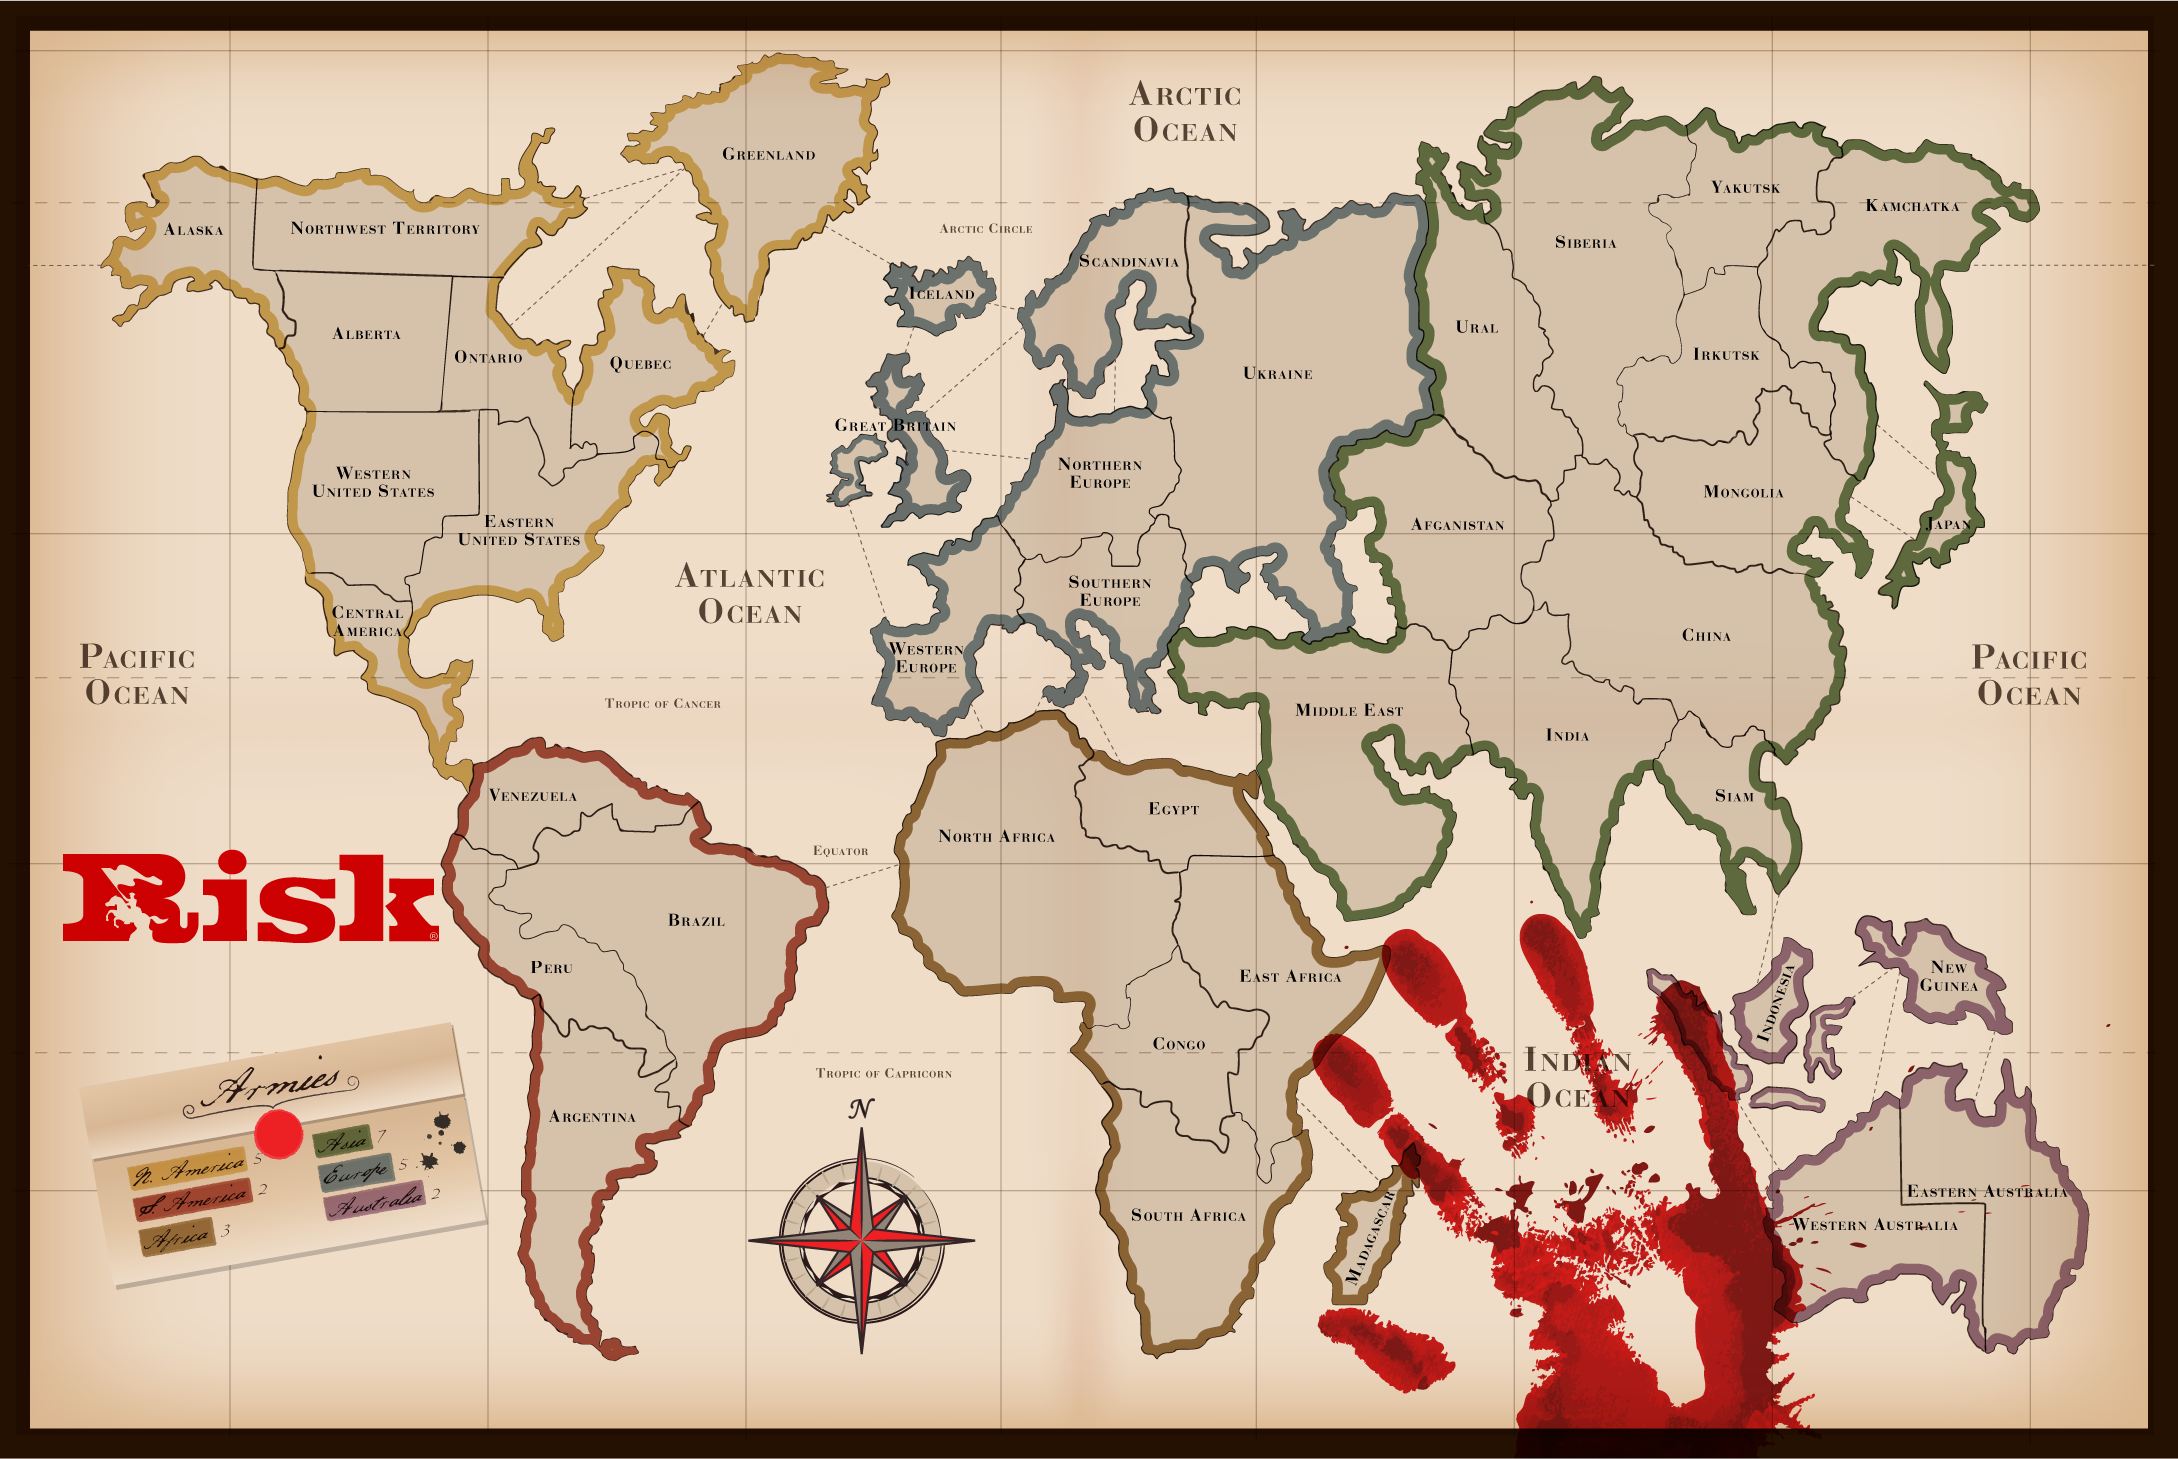 Arctic
Ocean
Greenland
Alaska
Northwest Territory
Yakutsk
Kamchatka
Arctic Circle
Siberia
Scandinavia
Iceland
Alberta
Ural
Ontario
Quebec
Ukraine
Irkutsk
Great Britain
Western
United States
Northern
Europe
Mongolia
Eastern
United States
Afganistan
Japan
Atlantic
Ocean
Southern
Europe
Central
America
China
Western
Europe
Pacific
Ocean
Pacific
Ocean
Tropic of Cancer
Middle East
India
Venezuela
Siam
Egypt
North Africa
Equator
Risk
®
Brazil
Peru
East Africa
Indonesia
New
Guinea
Congo
Indian
Ocean
Tropic of Capricorn
Armies
N. America 5
S. America 2
Africa 3
Asia 7
Europe 5
Australia 2
Argentina
N
South Africa
Madagascar
Eastern Australia
Western Australia